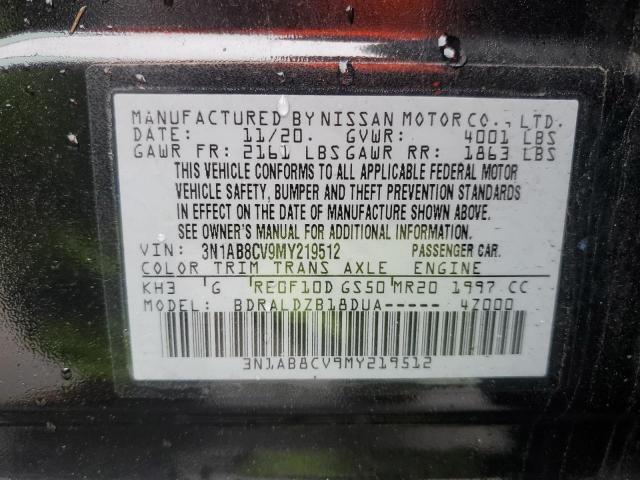 MANUFACTURED BY NISSAN MOTOR CO., LTD.
DATE: 11/20. GVWR: 4001 LBS
GAWR FR: 2161 LBS GAWR RR: 1863 LBS
THIS VEHICLE CONFORMS TO ALL APPLICABLE FEDERAL MOTOR
VEHICLE SAFETY, BUMPER AND THEFT PREVENTION STANDARDS
IN EFFECT ON THE DATE OF MANUFACTURE SHOWN ABOVE.
SEE OWNER'S MANUAL FOR ADDITIONAL INFORMATION.
VIN: 3N1AB8CV9MY219512 PASSENGER CAR.
COLOR TRIM TRANS AXLE ENGINE
KH3 G RE0F10D GS50 MR20 1997 CC
MODEL: BDRALDZB18DUA----- 4Z000
3N1AB8CV9MY219512